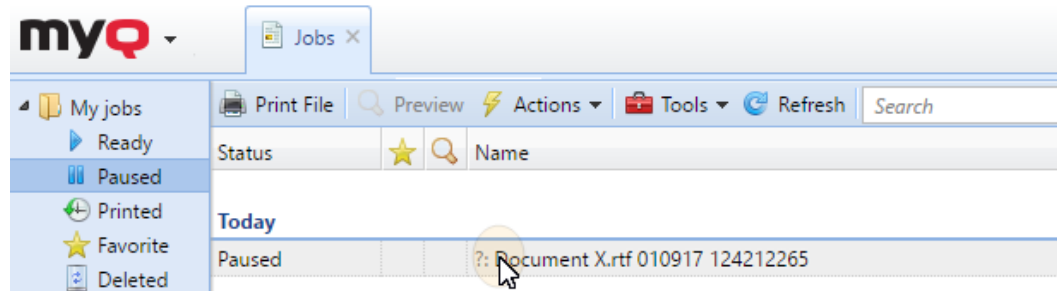 myQ
Jobs
My jobs
Ready
Paused
Printed
Favorite
Deleted
Print File Preview Actions Tools Refresh Search
Status Name
Today
Paused ?: Document X.rtf 010917 124212265